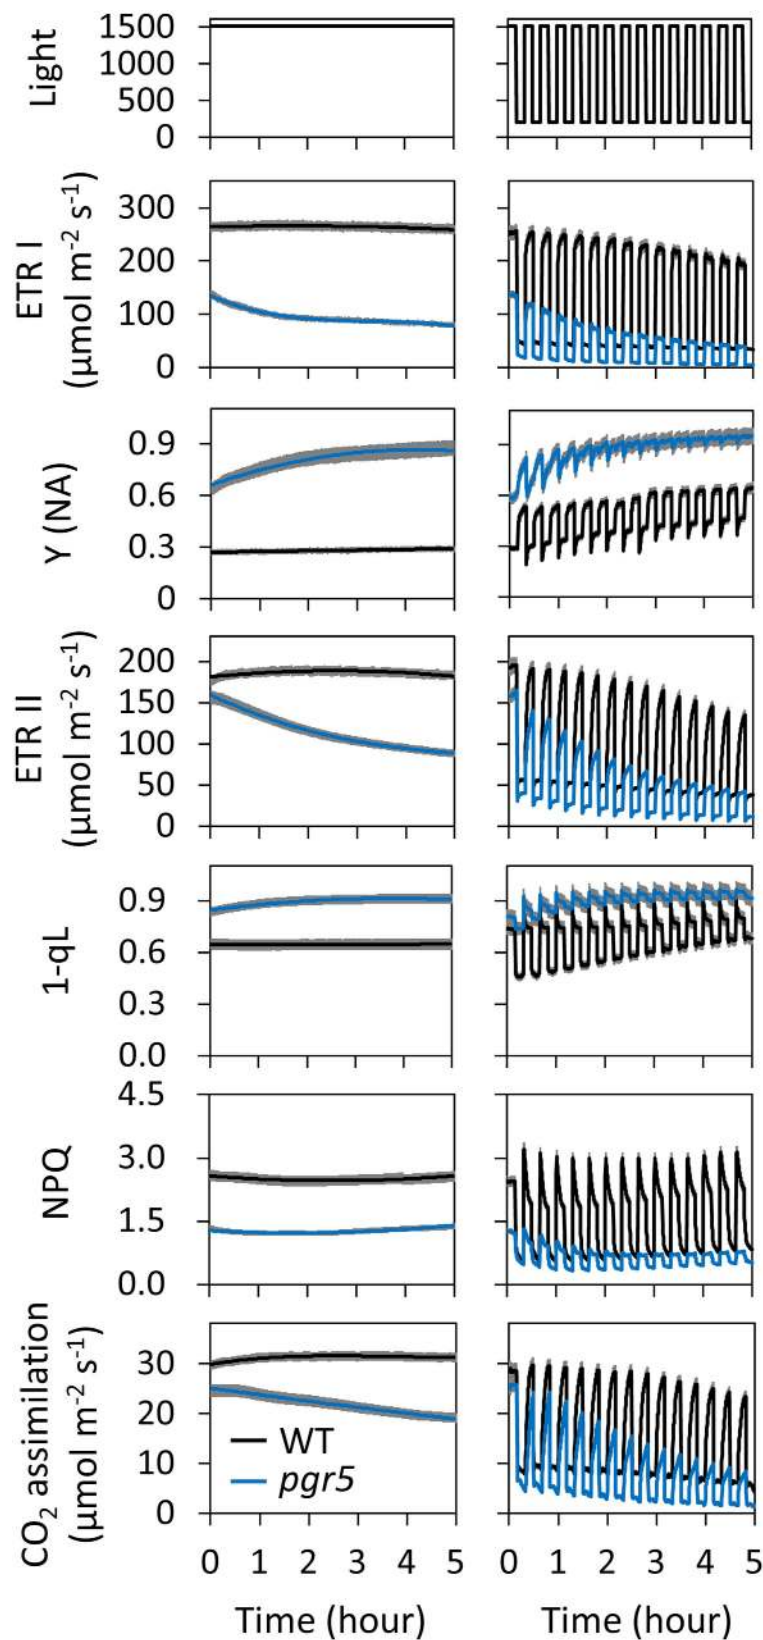 Light
1500
1000
500
0
ETR I
(µmol m⁻² s⁻¹)
300
200
100
0
Y (NA)
0.9
0.6
0.3
0
ETR II
(µmol m⁻² s⁻¹)
200
150
100
50
0
1-qL
0.9
0.6
0.3
0.0
NPQ
4.5
3.0
1.5
0.0
CO₂ assimilation
(µmol m⁻² s⁻¹)
30
20
10
0
WT
pgr5
0 1 2 3 4 5
0 1 2 3 4 5
Time (hour)
Time (hour)